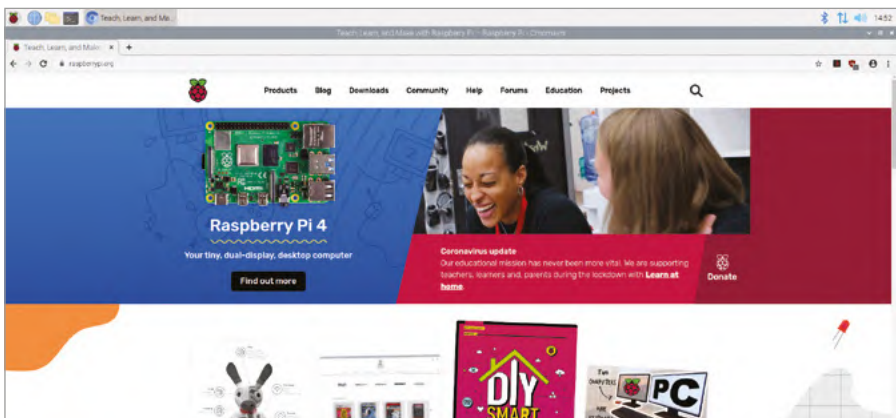 Teach, Learn, and Ma...
14:52
Teach, Learn, and Make with Raspberry Pi - Raspberry Pi - Chromium
Teach, Learn, and Make
raspberrypi.org
Products Blog Downloads Community Help Forums Education Projects
Raspberry Pi 4
Your tiny, dual-display, desktop computer
Find out more
Coronavirus update
Our educational mission has never been more vital. We are supporting
teachers, learners and, parents during the lockdown with Learn at
home.
Donate
HDMI
DIY
SMART
TWO
COMPUTERS
PC